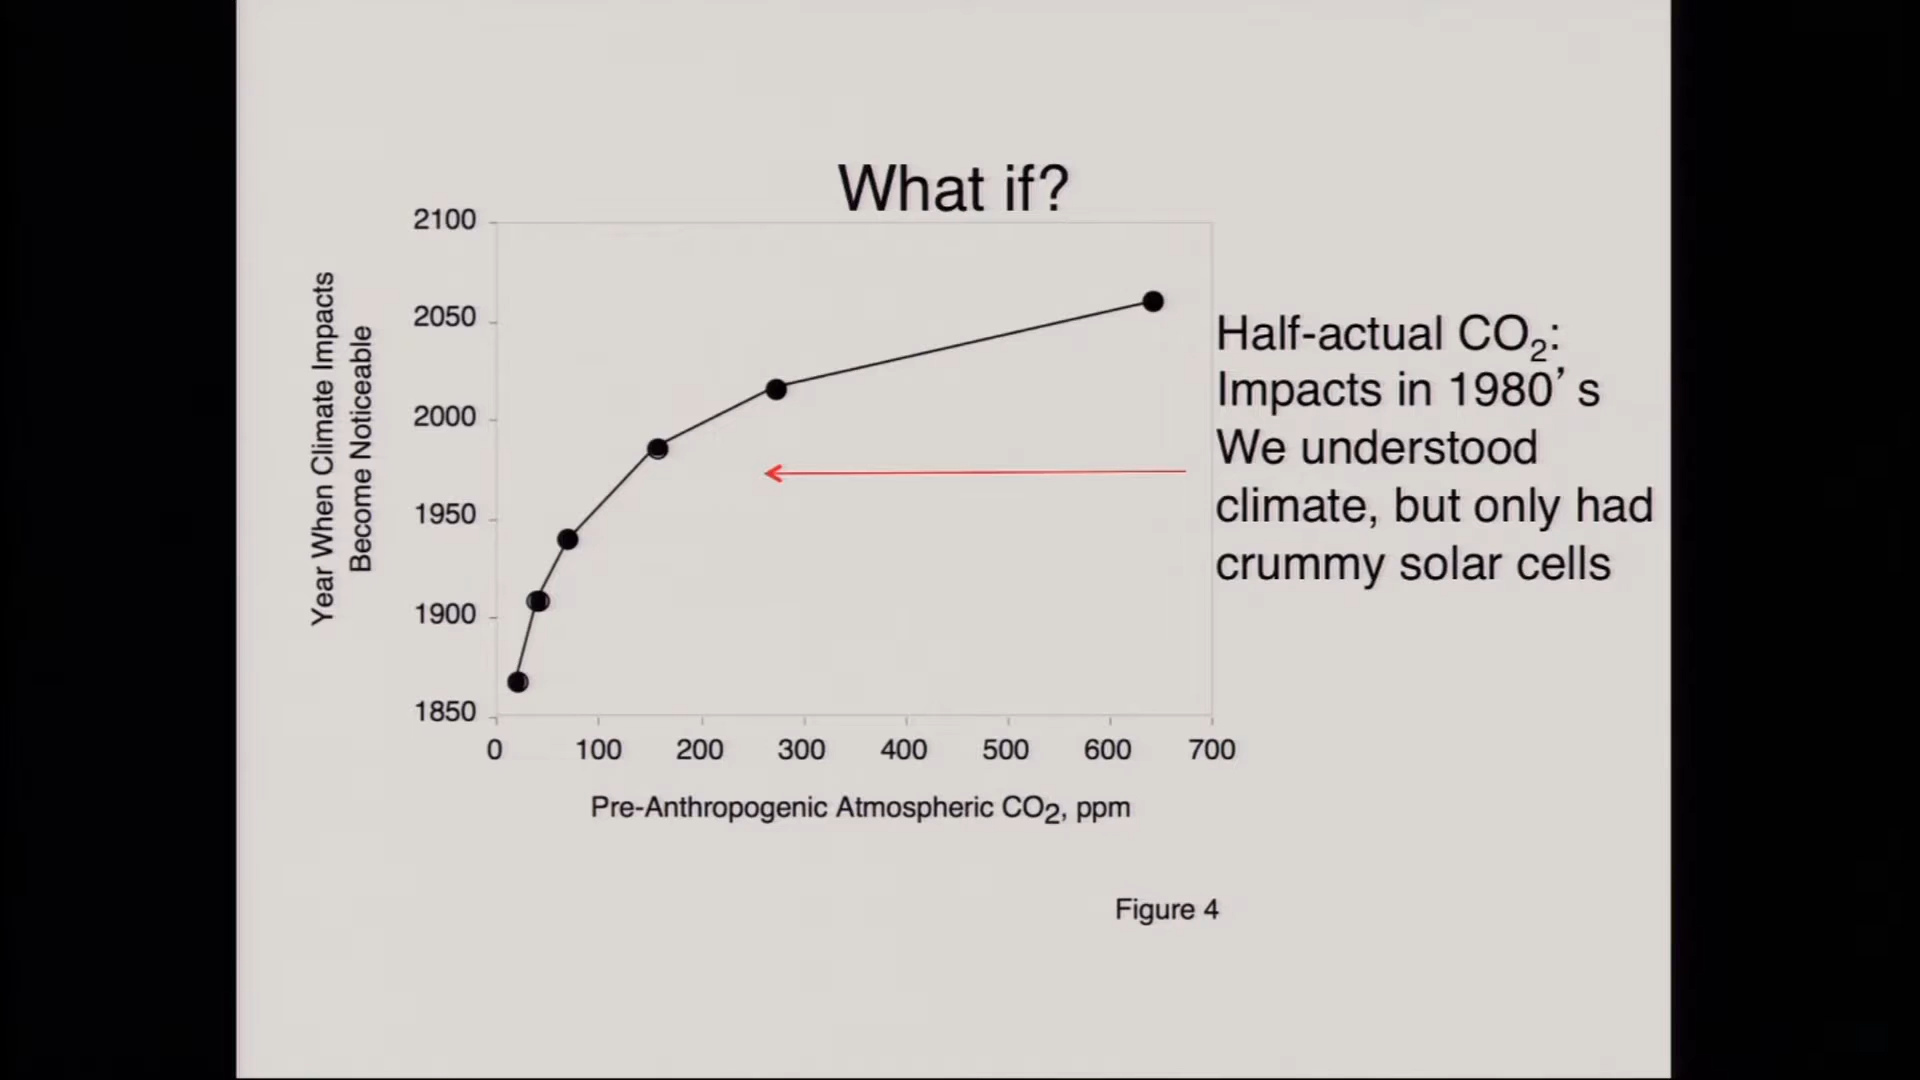 What if?
2100
2050
2000
1950
1900
1850
Year When Climate Impacts
Become Noticeable
0 100 200 300 400 500 600 700
Pre-Anthropogenic Atmospheric CO2, ppm
Half-actual CO2:
Impacts in 1980’s
We understood
climate, but only had
crummy solar cells
Figure 4